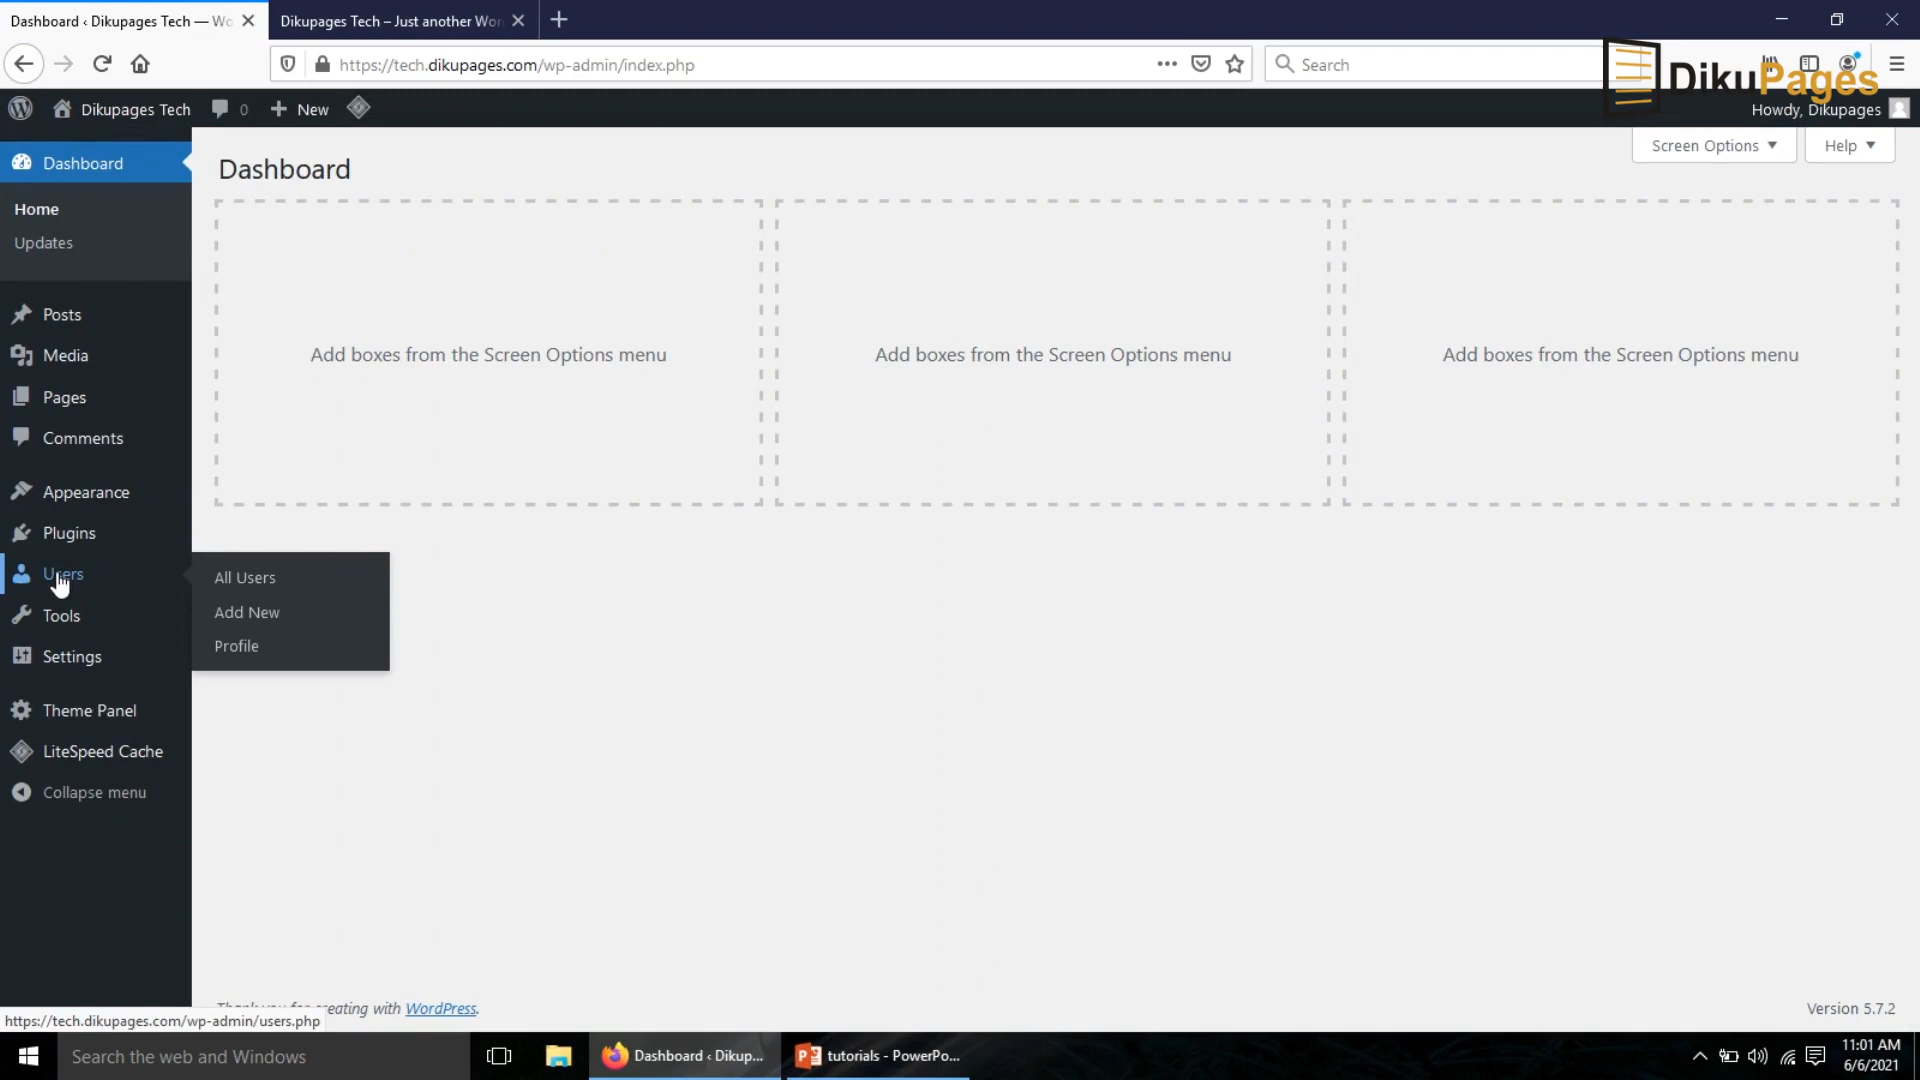 Dashboard ‹ Dikupages Tech — Wo
Dikupages Tech – Just another Wor
https://tech.dikupages.com/wp-admin/index.php
Search
DikuPages
Dikupages Tech
0
New
Howdy, Dikupages
Dashboard
Home
Updates
Posts
Media
Pages
Comments
Appearance
Plugins
Users
Tools
Settings
Theme Panel
LiteSpeed Cache
Collapse menu
All Users
Add New
Profile
Dashboard
Screen Options
Help
Add boxes from the Screen Options menu
Add boxes from the Screen Options menu
Add boxes from the Screen Options menu
Thank you for creating with WordPress.
Version 5.7.2
https://tech.dikupages.com/wp-admin/users.php
Search the web and Windows
Dashboard ‹ Dikup...
tutorials - PowerPo...
11:01 AM
6/6/2021